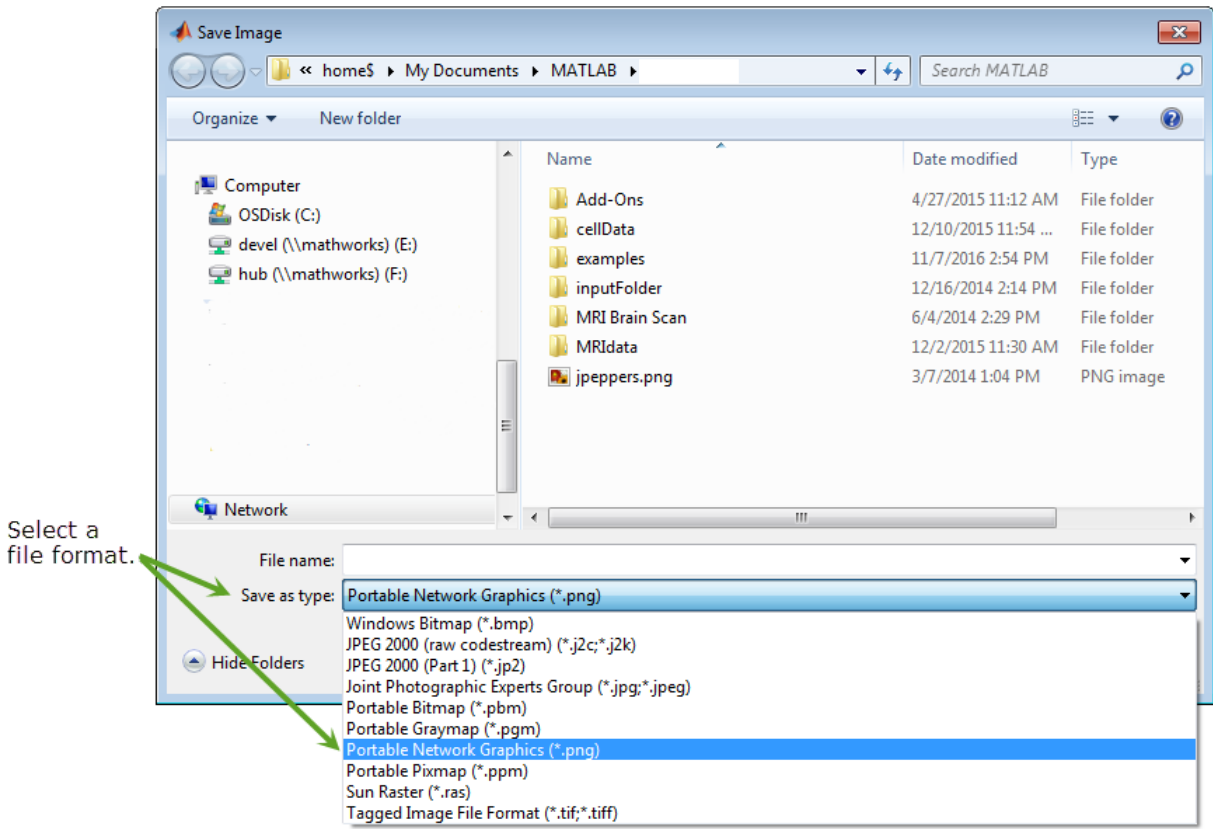 Save Image
« home$ ▸ My Documents ▸ MATLAB ▸
Search MATLAB
Organize New folder
Name Date modified Type
Computer
OSDisk (C:)
devel (\\mathworks) (E:)
hub (\\mathworks) (F:)
Network
Add-Ons 4/27/2015 11:12 AM File folder
cellData 12/10/2015 11:54 ... File folder
examples 11/7/2016 2:54 PM File folder
inputFolder 12/16/2014 2:14 PM File folder
MRI Brain Scan 6/4/2014 2:29 PM File folder
MRIdata 12/2/2015 11:30 AM File folder
jpeppers.png 3/7/2014 1:04 PM PNG image
Select a
file format.
File name:
Save as type: Portable Network Graphics (*.png)
Hide Folders
Windows Bitmap (*.bmp)
JPEG 2000 (raw codestream) (*.j2c;*.j2k)
JPEG 2000 (Part 1) (*.jp2)
Joint Photographic Experts Group (*.jpg;*.jpeg)
Portable Bitmap (*.pbm)
Portable Graymap (*.pgm)
Portable Network Graphics (*.png)
Portable Pixmap (*.ppm)
Sun Raster (*.ras)
Tagged Image File Format (*.tif;*.tiff)